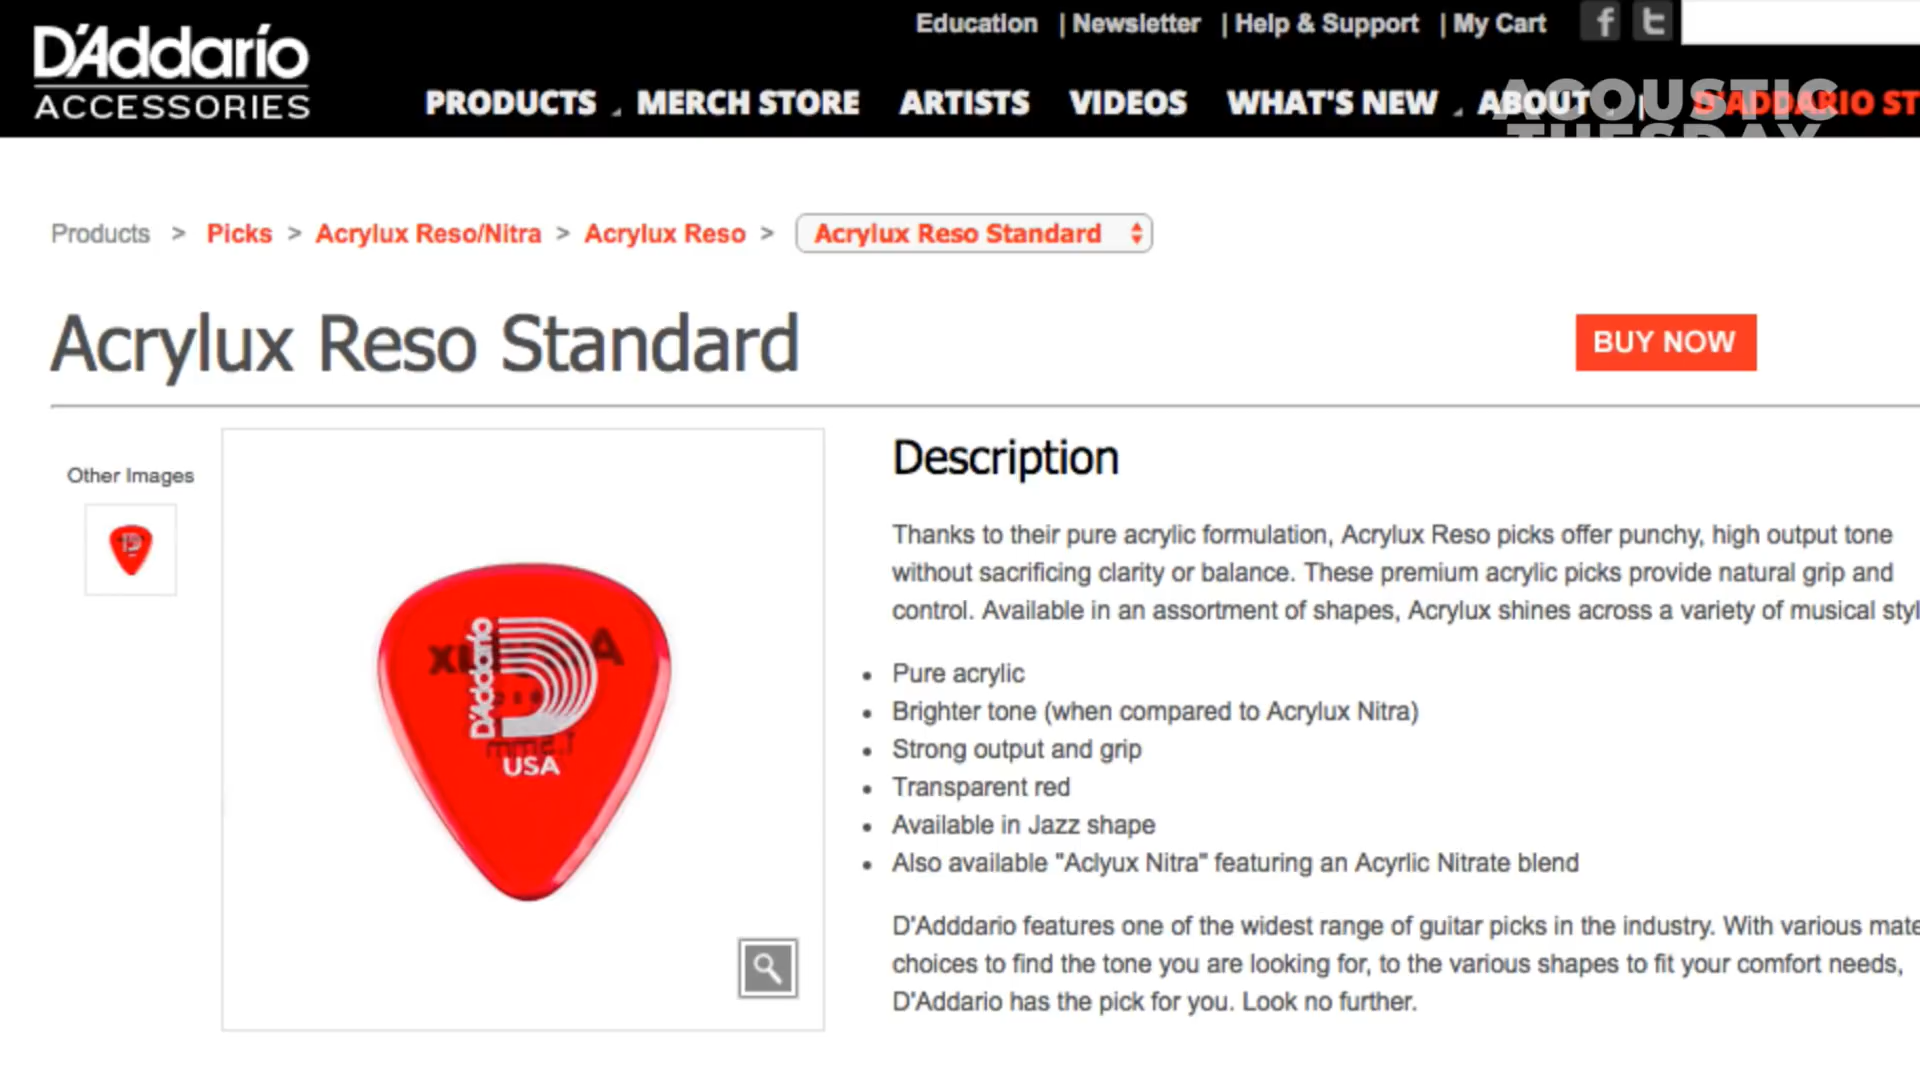 D'Addario
ACCESSORIES
Education | Newsletter | Help & Support | My Cart
f t
PRODUCTS MERCH STORE ARTISTS VIDEOS WHAT'S NEW ABOUT | D'ADDARIO ST
ACOUSTIC
TUESDAY
Products > Picks > Acrylux Reso/Nitra > Acrylux Reso > Acrylux Reso Standard
Acrylux Reso Standard
BUY NOW
Other Images
D'Addario
USA
Description
Thanks to their pure acrylic formulation, Acrylux Reso picks offer punchy, high output tone
without sacrificing clarity or balance. These premium acrylic picks provide natural grip and
control. Available in an assortment of shapes, Acrylux shines across a variety of musical styl
• Pure acrylic
• Brighter tone (when compared to Acrylux Nitra)
• Strong output and grip
• Transparent red
• Available in Jazz shape
• Also available "Aclyux Nitra" featuring an Acyrlic Nitrate blend
D'Adddario features one of the widest range of guitar picks in the industry. With various mate
choices to find the tone you are looking for, to the various shapes to fit your comfort needs,
D'Addario has the pick for you. Look no further.